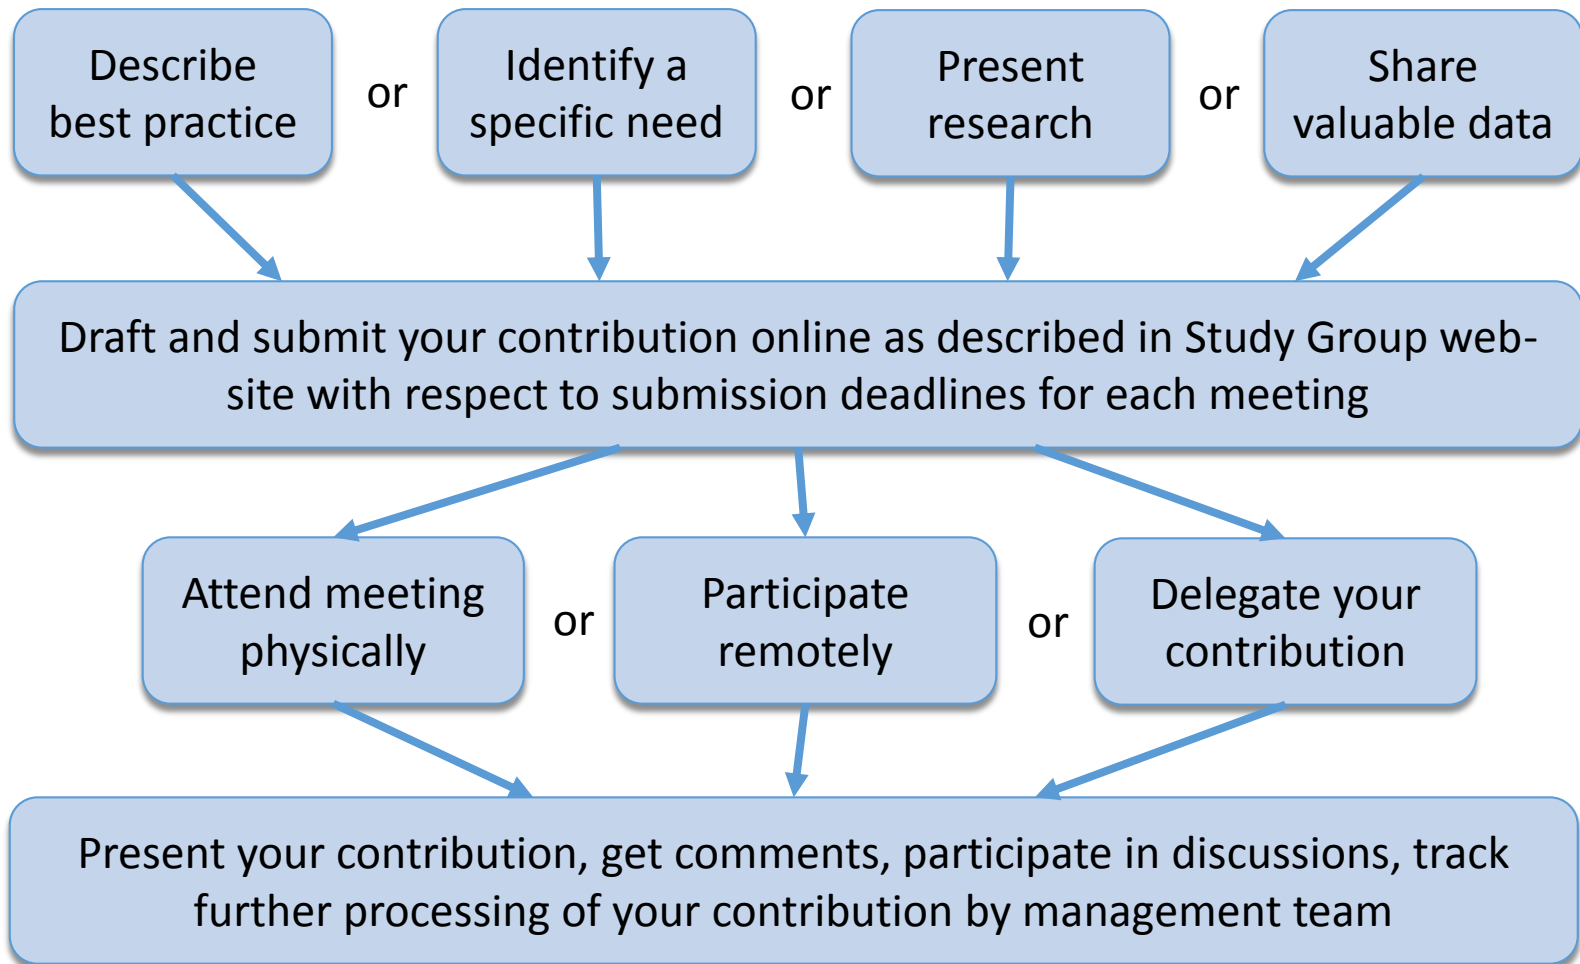 Describe
best practice
or
Identify a
specific need
or
Present
research
or
Share
valuable data
Draft and submit your contribution online as described in Study Group web-
site with respect to submission deadlines for each meeting
Attend meeting
physically
or
Participate
remotely
or
Delegate your
contribution
Present your contribution, get comments, participate in discussions, track
further processing of your contribution by management team